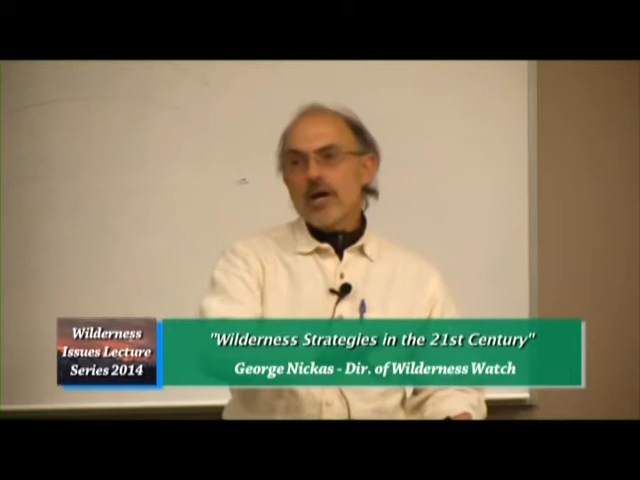 "Wilderness Strategies in the 21st Century"
George Nickas - Dir. of Wilderness Watch
Wilderness
Issues Lecture
Series 2014